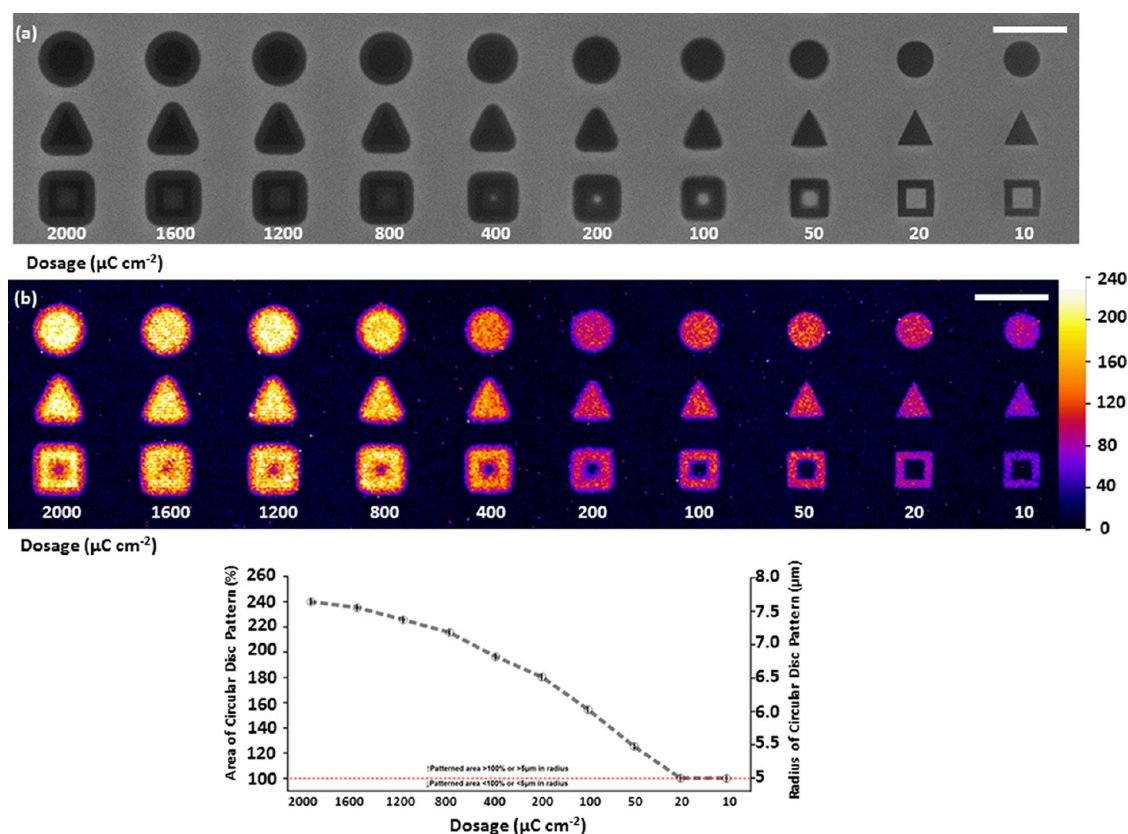 (a)
2000 1600 1200 800 400 200 100 50 20 10
Dosage (µC cm-2)
(b)
240
200
160
120
80
40
0
2000 1600 1200 800 400 200 100 50 20 10
Dosage (µC cm-2)
Area of Circular Disc Pattern (%)
260
240
220
200
180
160
140
120
100
↑Patterned area >100% or >5µm in radius
↓Patterned area <100% or <5µm in radius
8.0
7.5
7.0
6.5
6.0
5.5
5
Radius of Circular Disc Pattern (µm)
2000 1600 1200 800 400 200 100 50 20 10
Dosage (µC cm-2)